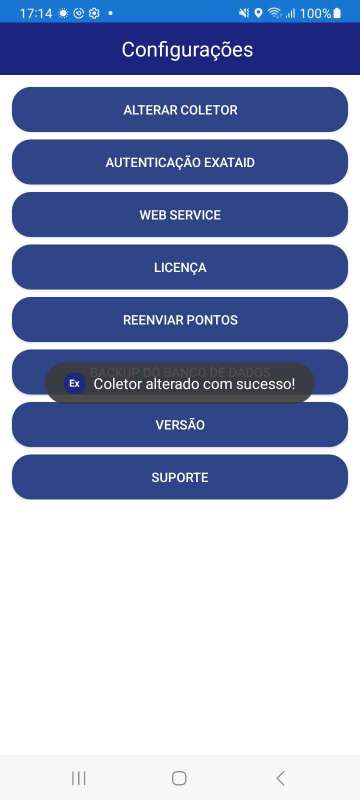 17:14
100%
Configurações
ALTERAR COLETOR
AUTENTICAÇÃO EXATAID
WEB SERVICE
LICENÇA
REENVIAR PONTOS
BACKUP DO BANCO DE DADOS
Ex Coletor alterado com sucesso!
VERSÃO
SUPORTE